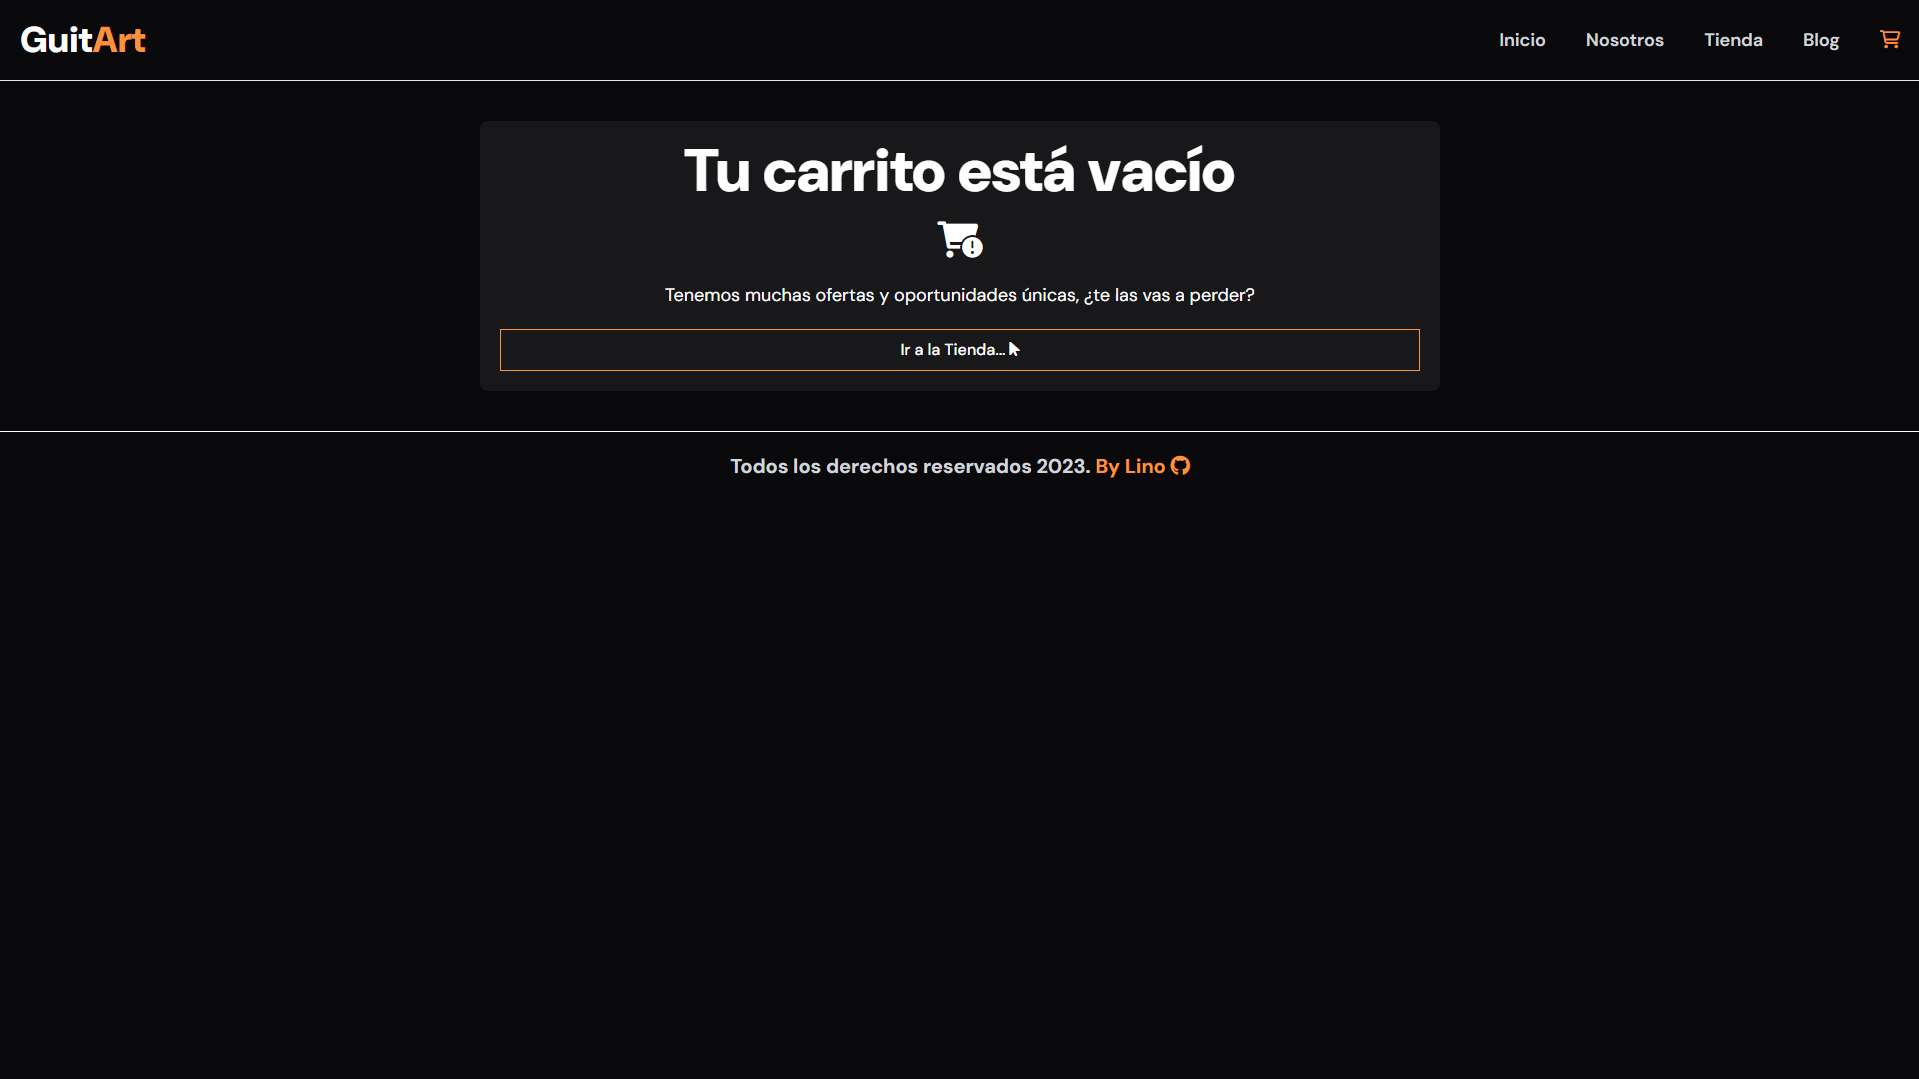 GuitArt
Inicio Nosotros Tienda Blog
Tu carrito está vacío
Tenemos muchas ofertas y oportunidades únicas, ¿te las vas a perder?
Ir a la Tienda...
Todos los derechos reservados 2023. By Lino